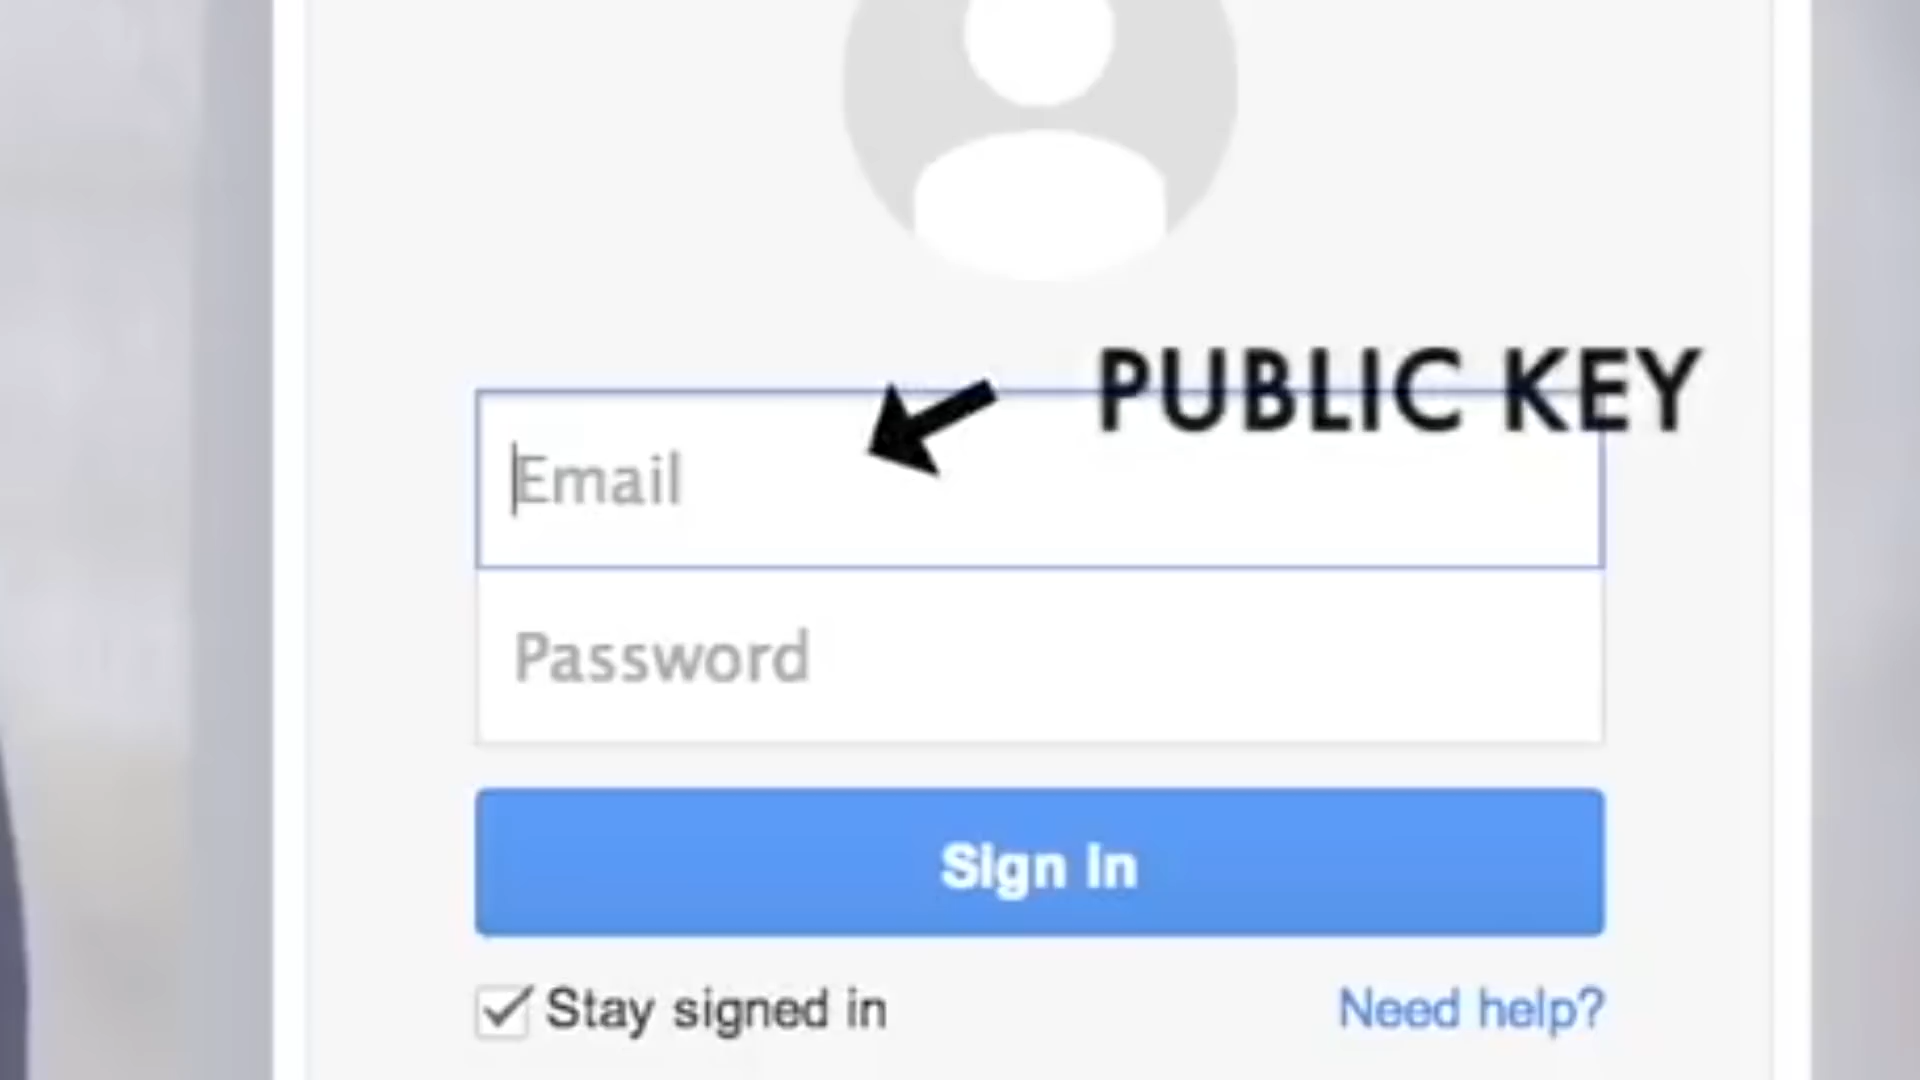 PUBLIC KEY
Email
Password
Sign in
Stay signed in
Need help?